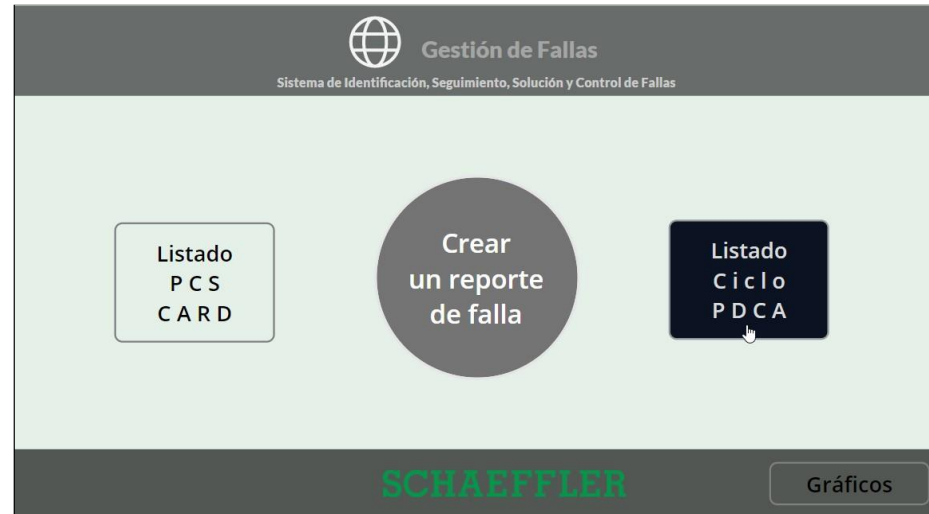 Gestión de Fallas
Sistema de Identificación, Seguimiento, Solución y Control de Fallas
Listado
P C S
C A R D
Crear
un reporte
de falla
Listado
C i c l o
P D C A
SCHAEFFLER
Gráficos